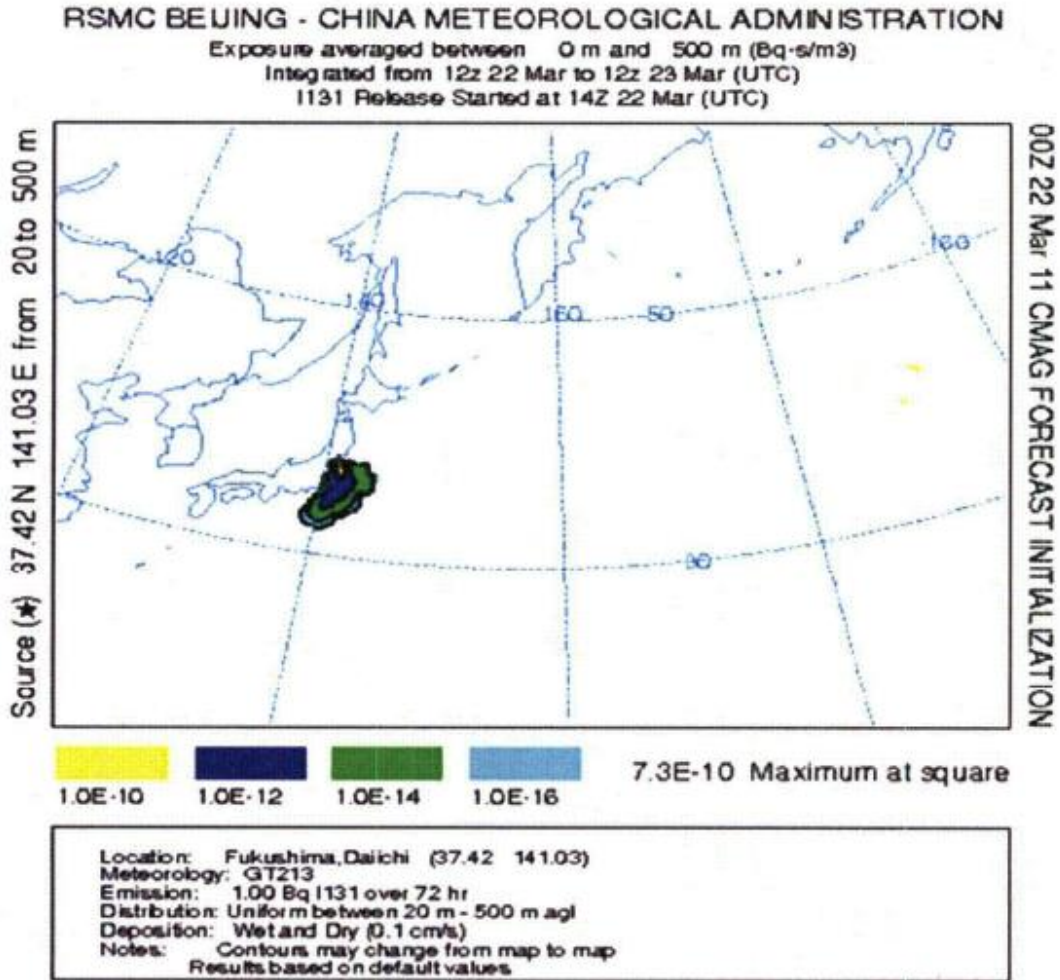 RSMC BEIJING - CHINA METEOROLOGICAL ADMINISTRATION
Exposure averaged between 0 m and 500 m (Bq-s/m3)
Integrated from 12z 22 Mar to 12z 23 Mar (UTC)
I131 Release Started at 14Z 22 Mar (UTC)
Source (★) 37.42 N 141.03 E from 20 to 500 m
00Z 22 Mar 11 CMAG FORECAST INITIALIZATION
120
140
160
50
160
30
1.0E-10
1.0E-12
1.0E-14
1.0E-16
7.3E-10 Maximum at square
Location: Fukushima,Daiichi (37.42 141.03)
Meteorology: GT213
Emission: 1.00 Bq I131 over 72 hr
Distribution: Uniform between 20 m - 500 m agl
Deposition: Wet and Dry (0.1 cm/s)
Notes: Contours may change from map to map
Results based on default values